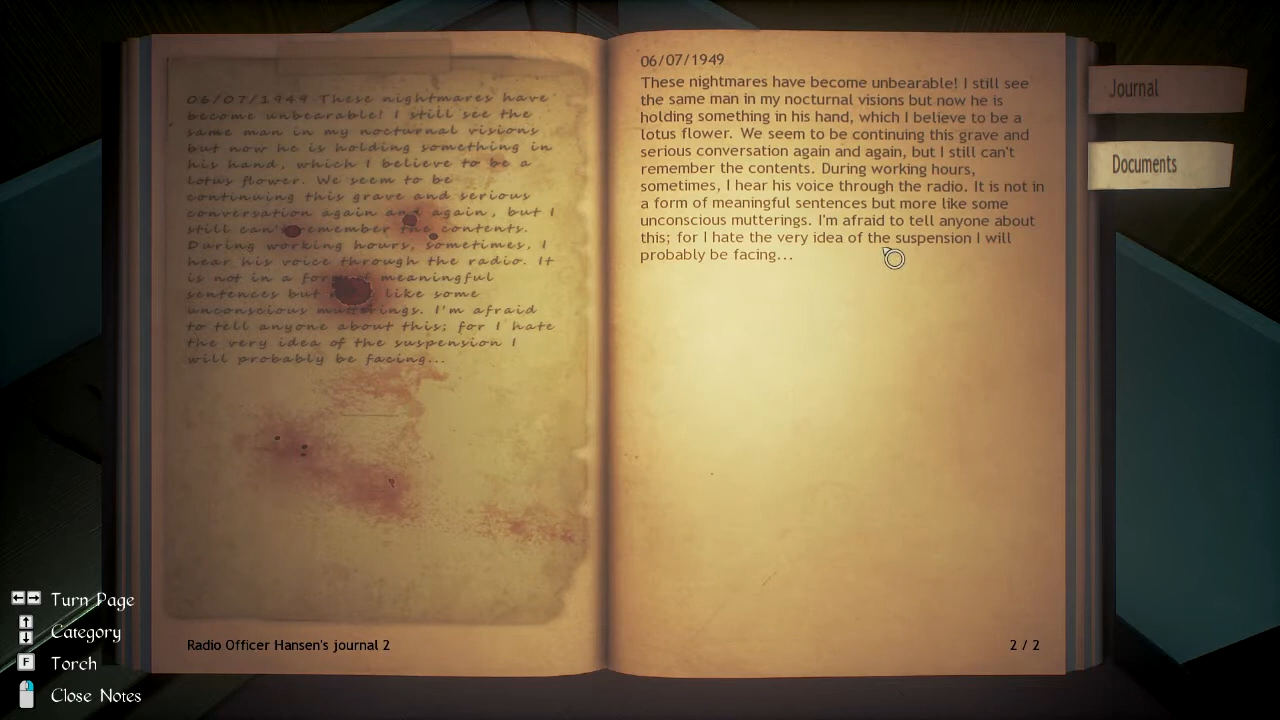 06/07/1949 These nightmares have
become unbearable! I still see the
same man in my nocturnal visions
but now he is holding something in
his hand, which I believe to be a
lotus flower. We seem to be
continuing this grave and serious
conversation again and again, but I
still can't remember the contents.
During working hours, sometimes, I
hear his voice through the radio. It
is not in a form of meaningful
sentences but more like some
unconscious mutterings. I'm afraid
to tell anyone about this; for I hate
the very idea of the suspension I
will probably be facing...
Radio Officer Hansen's journal 2
06/07/1949
These nightmares have become unbearable! I still see
the same man in my nocturnal visions but now he is
holding something in his hand, which I believe to be a
lotus flower. We seem to be continuing this grave and
serious conversation again and again, but I still can't
remember the contents. During working hours,
sometimes, I hear his voice through the radio. It is not in
a form of meaningful sentences but more like some
unconscious mutterings. I'm afraid to tell anyone about
this; for I hate the very idea of the suspension I will
probably be facing...
2 / 2
Journal
Documents
Turn Page
Category
F Torch
Close Notes